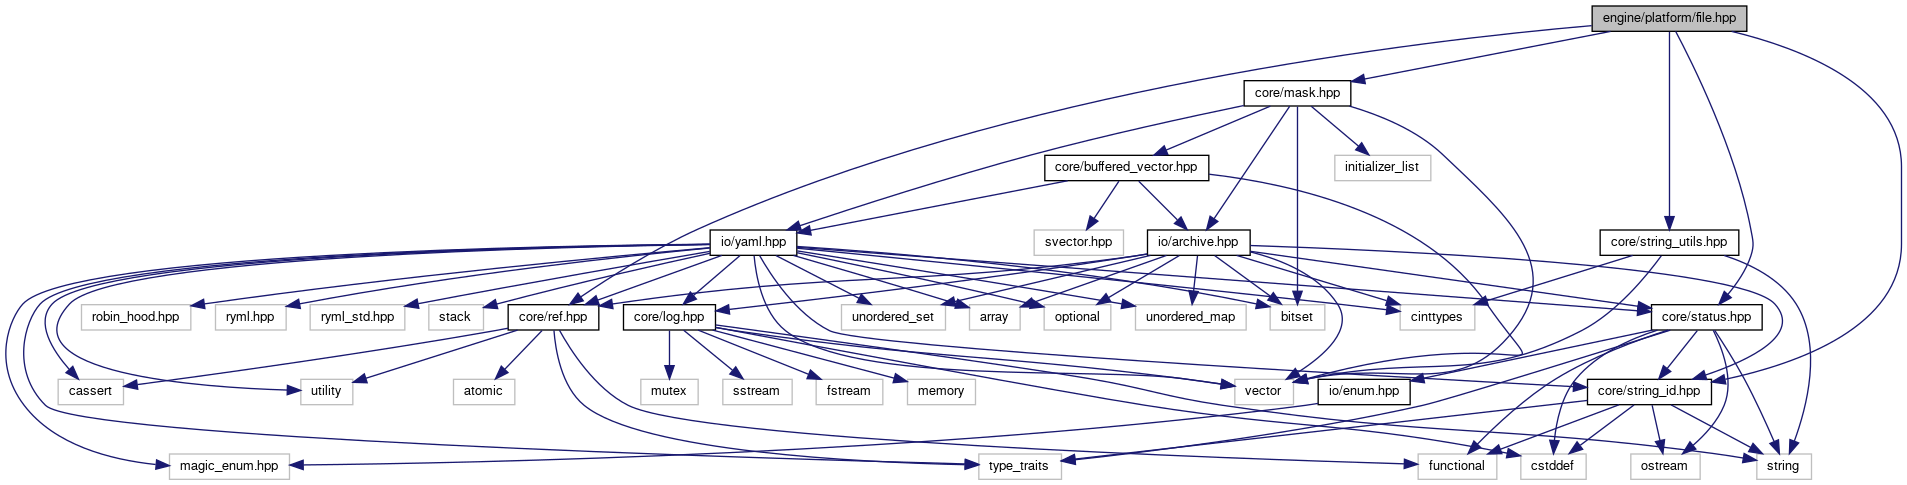 engine/platform/file.hpp
core/mask.hpp
core/buffered_vector.hpp
initializer_list
io/yaml.hpp
svector.hpp
io/archive.hpp
core/string_utils.hpp
robin_hood.hpp
ryml.hpp
ryml_std.hpp
stack
core/ref.hpp
core/log.hpp
unordered_set
array
optional
unordered_map
bitset
cinttypes
core/status.hpp
cassert
utility
atomic
mutex
sstream
fstream
memory
vector
io/enum.hpp
core/string_id.hpp
magic_enum.hpp
type_traits
functional
cstddef
ostream
string